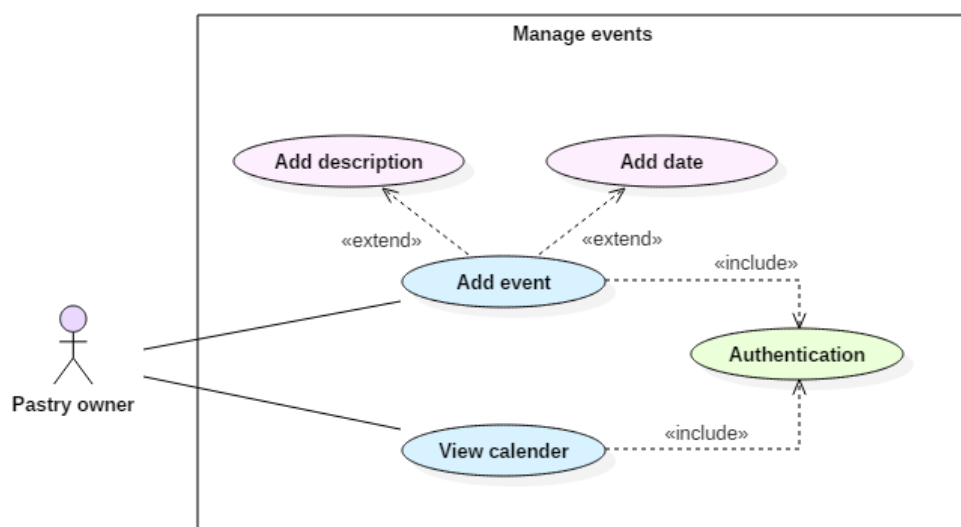 Manage events
Add description
Add date
«extend»
«extend»
Add event
«include»
Authentication
Pastry owner
«include»
View calender